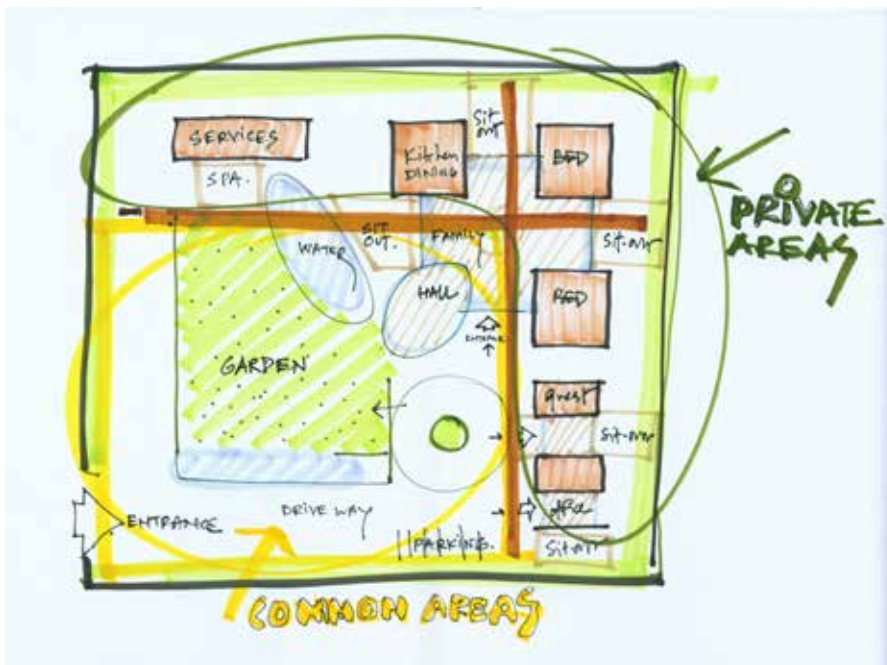 SERVICES
SPA.
Kitchen
DINING
Sit
out
BED
SIT
OUT.
FAMILY
Sit-out
WATER
HALL
BED
ENTRANCE
GARDEN
guest
Sit-out
ENTRANCE
DRIVE WAY
PARKING.
Sit-out
PRIVATE
AREAS
COMMON AREAS